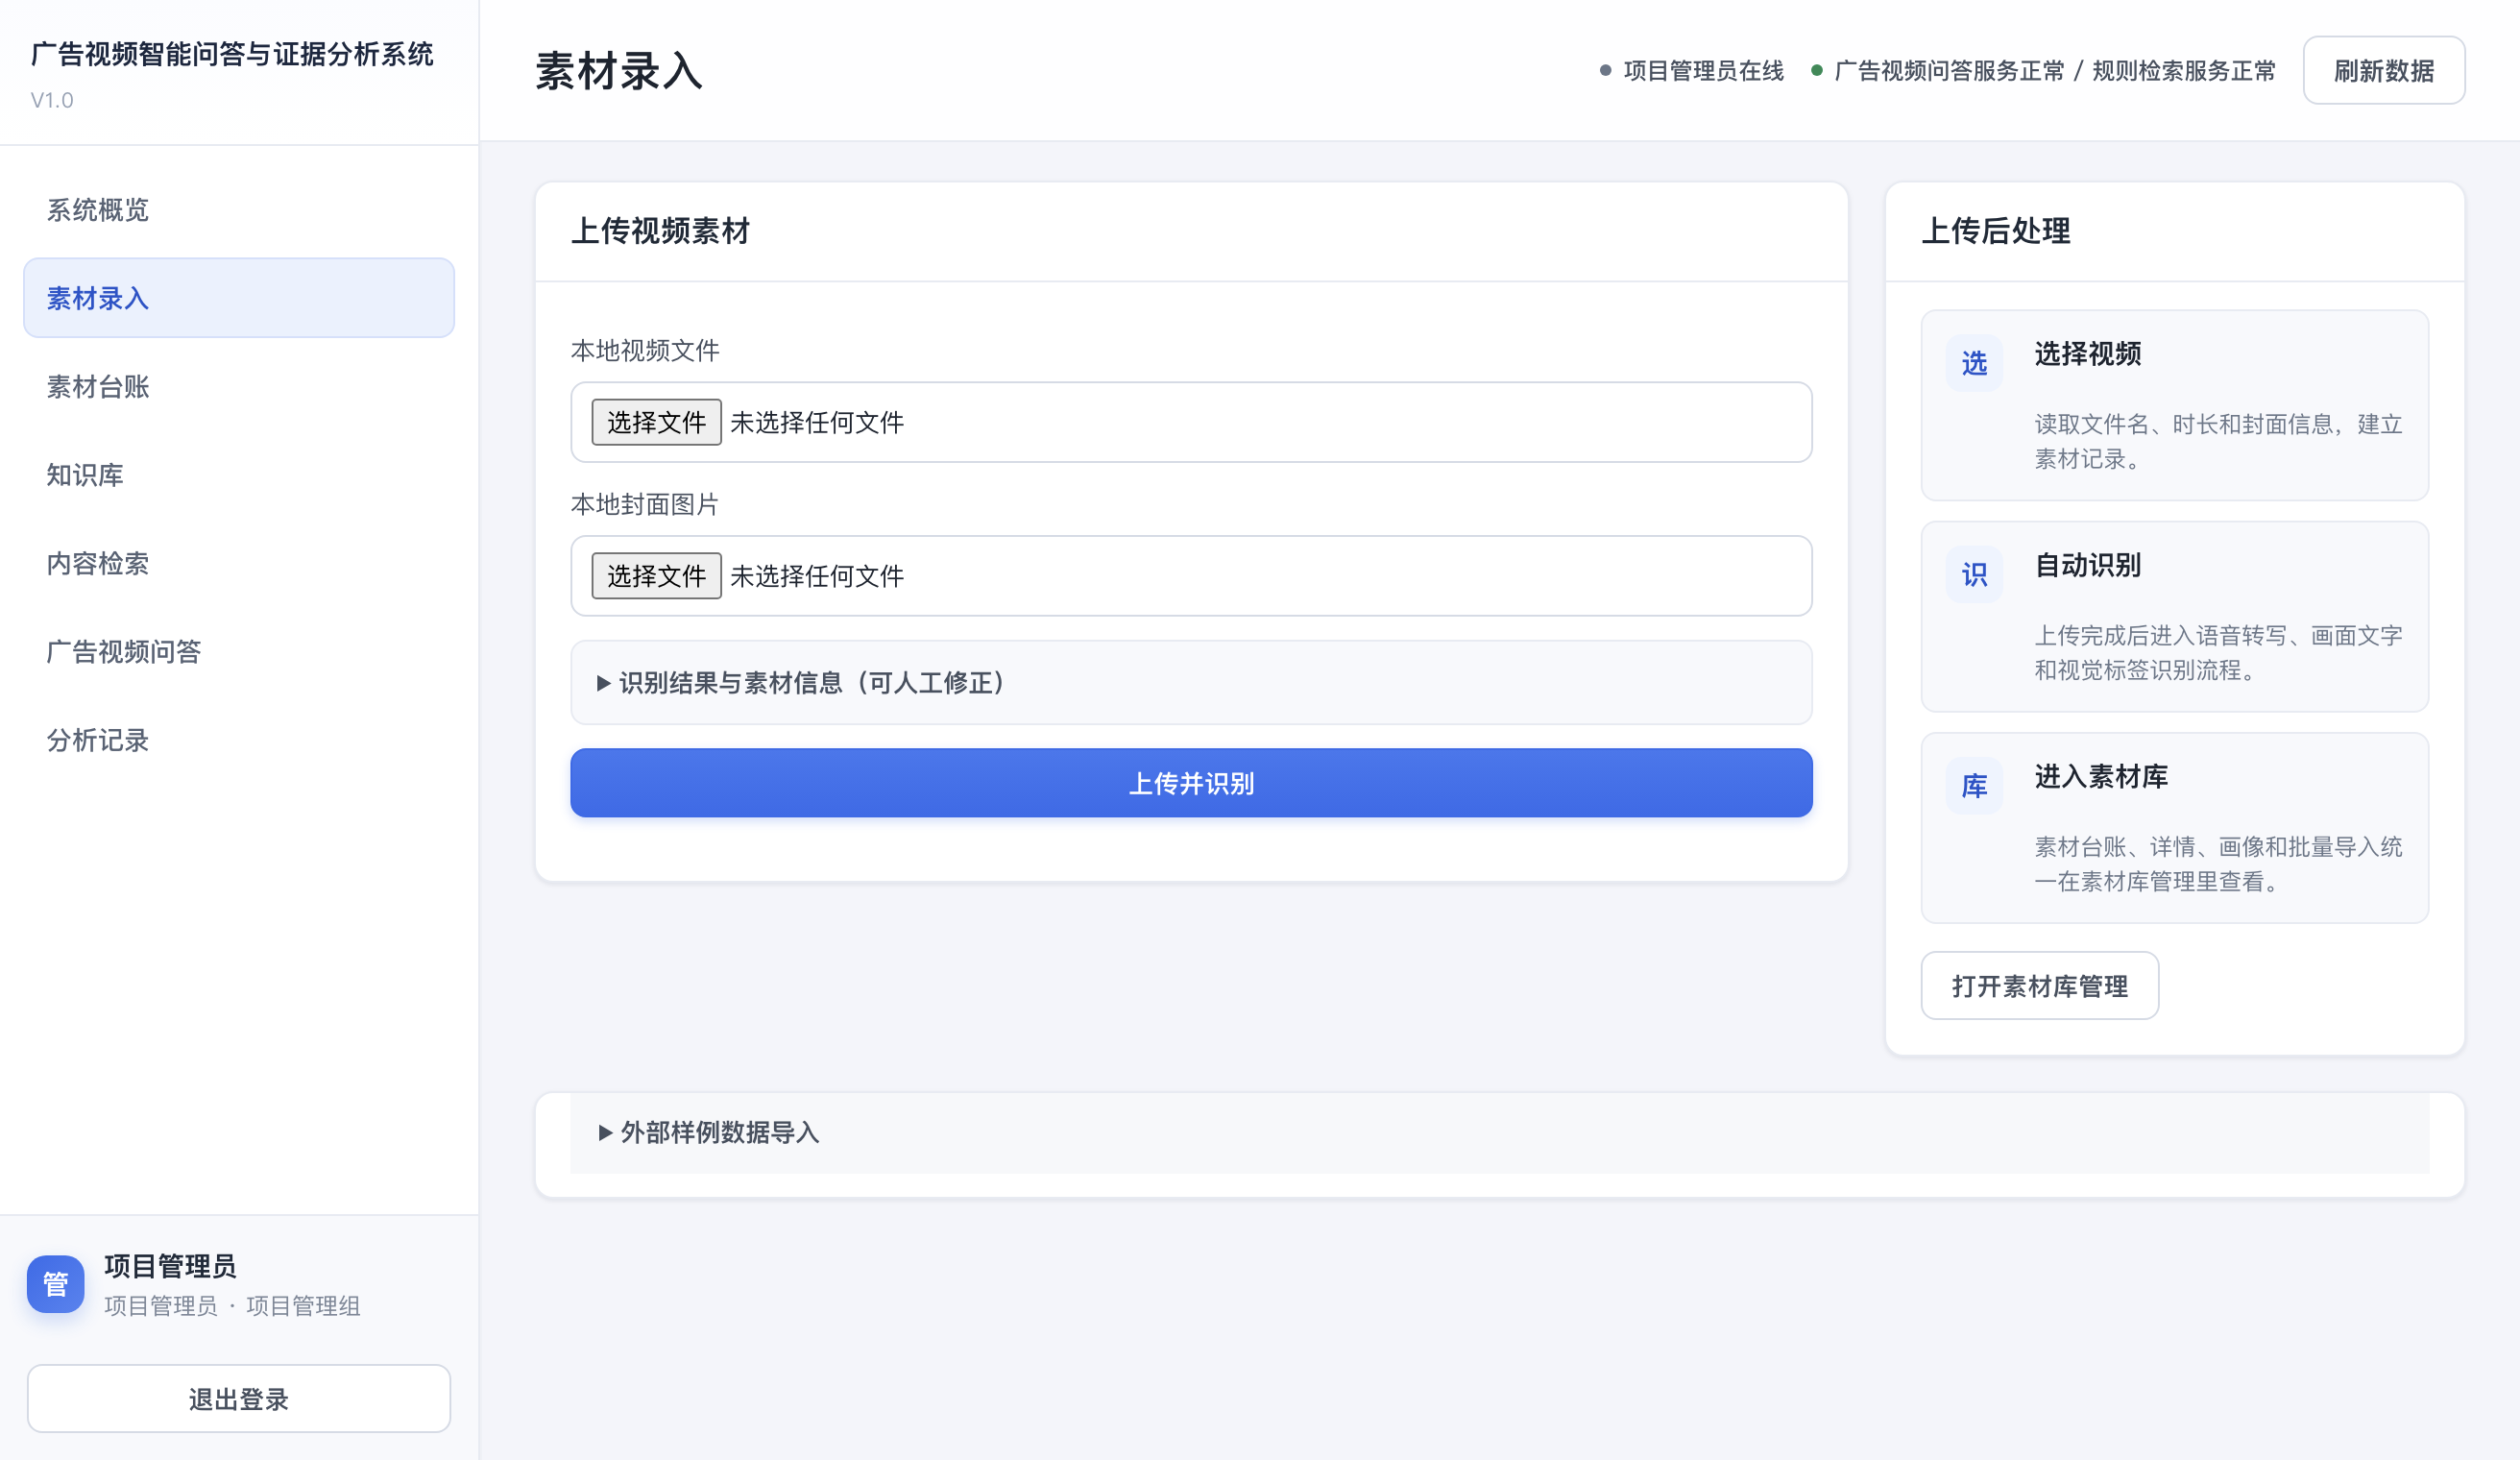 广告视频智能问答与证据分析系统
V1.0
系统概览
素材录入
素材台账
知识库
内容检索
广告视频问答
分析记录
管
项目管理员
项目管理员 · 项目管理组
退出登录
素材录入
项目管理员在线
广告视频问答服务正常 / 规则检索服务正常
刷新数据
上传视频素材
本地视频文件
选择文件 未选择任何文件
本地封面图片
选择文件 未选择任何文件
识别结果与素材信息（可人工修正）
上传并识别
上传后处理
选
选择视频
读取文件名、时长和封面信息，建立
素材记录。
识
自动识别
上传完成后进入语音转写、画面文字
和视觉标签识别流程。
库
进入素材库
素材台账、详情、画像和批量导入统
一在素材库管理里查看。
打开素材库管理
外部样例数据导入